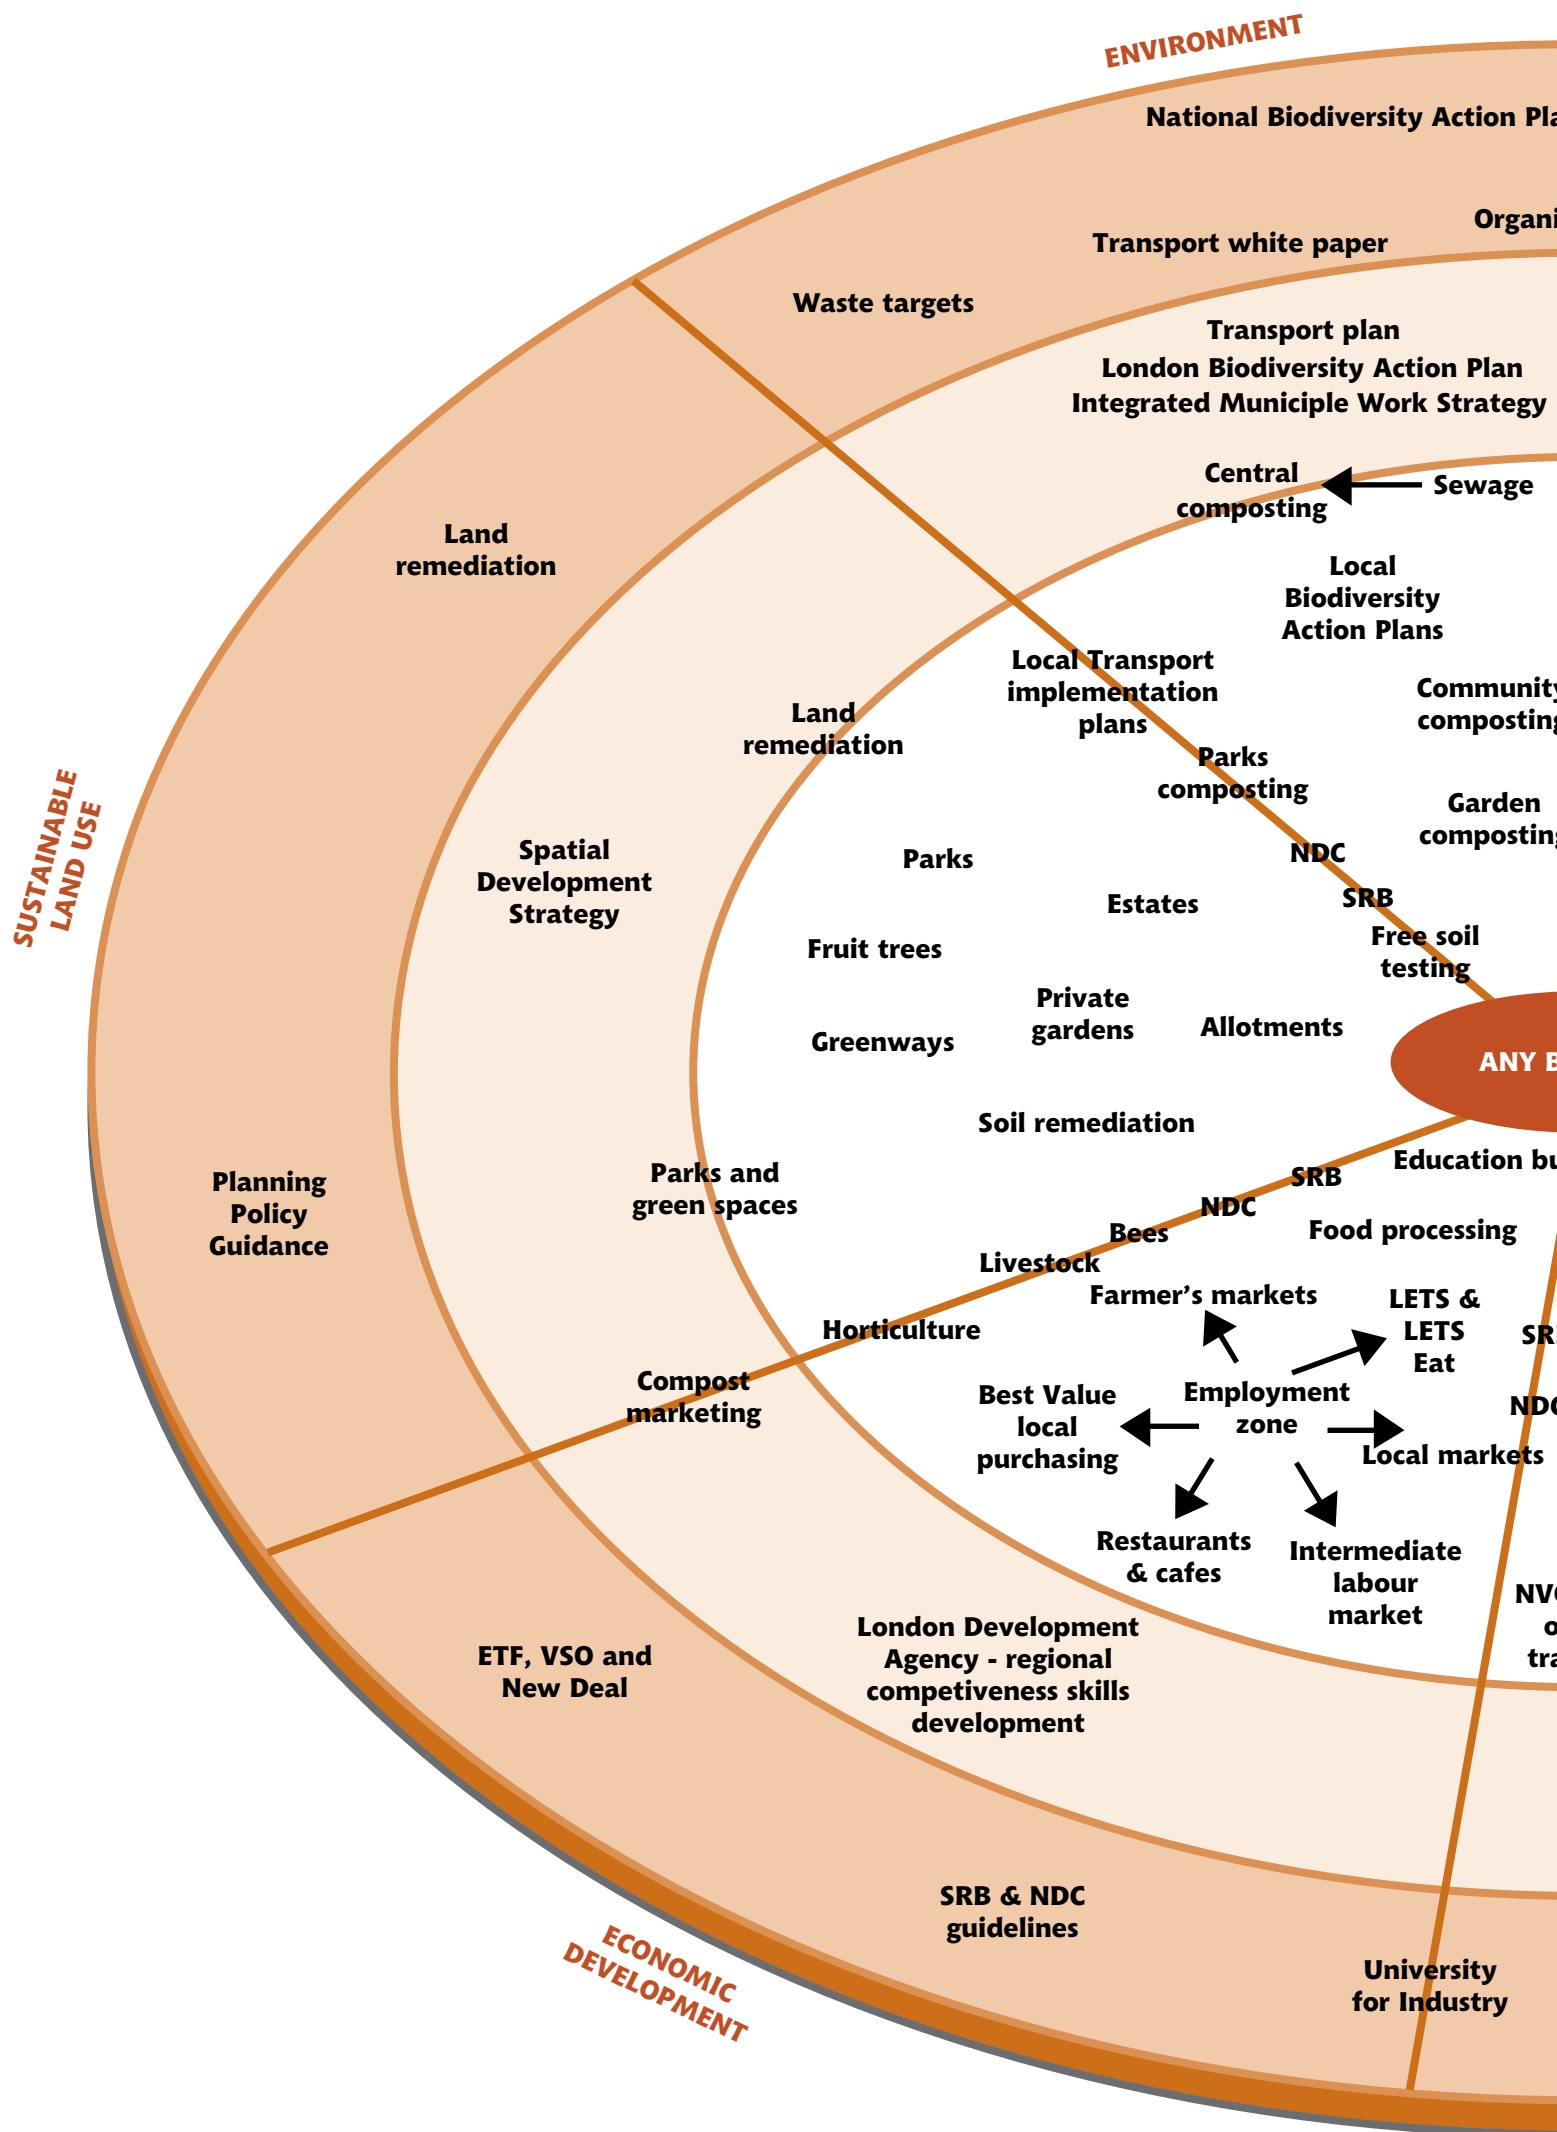 ENVIRONMENT
National Biodiversity Action
Transport white paper
Waste targets
Transport plan
London Biodiversity Action Plan
Integrated Municiple Work Strategy
Central
composting
Sewage
Local
Biodiversity
Action Plans
Land
remediation
Local Transport
implementation
plans
Community
composting
Land
remediation
Parks
composting
Garden
composting
SUSTAINABLE
LAND USE
Spatial
Development
Strategy
Parks
NDC
Estates
SRB
Fruit trees
Free soil
testing
Private
gardens
Greenways
Allotments
ANY
Soil remediation
Planning
Policy
Guidance
Parks and
green spaces
SRB
Education
NDC
Bees
Food processing
Livestock
Farmer's markets
LETS &
LETS
Eat
Horticulture
Compost
marketing
Best Value
local
purchasing
Employment
zone
NDC
Local markets
Restaurants
& cafes
Intermediate
labour
market
London Development
Agency - regional
competiveness skills
development
ETF, VSO and
New Deal
SRB & NDC
guidelines
ECONOMIC
DEVELOPMENT
University
for Industry